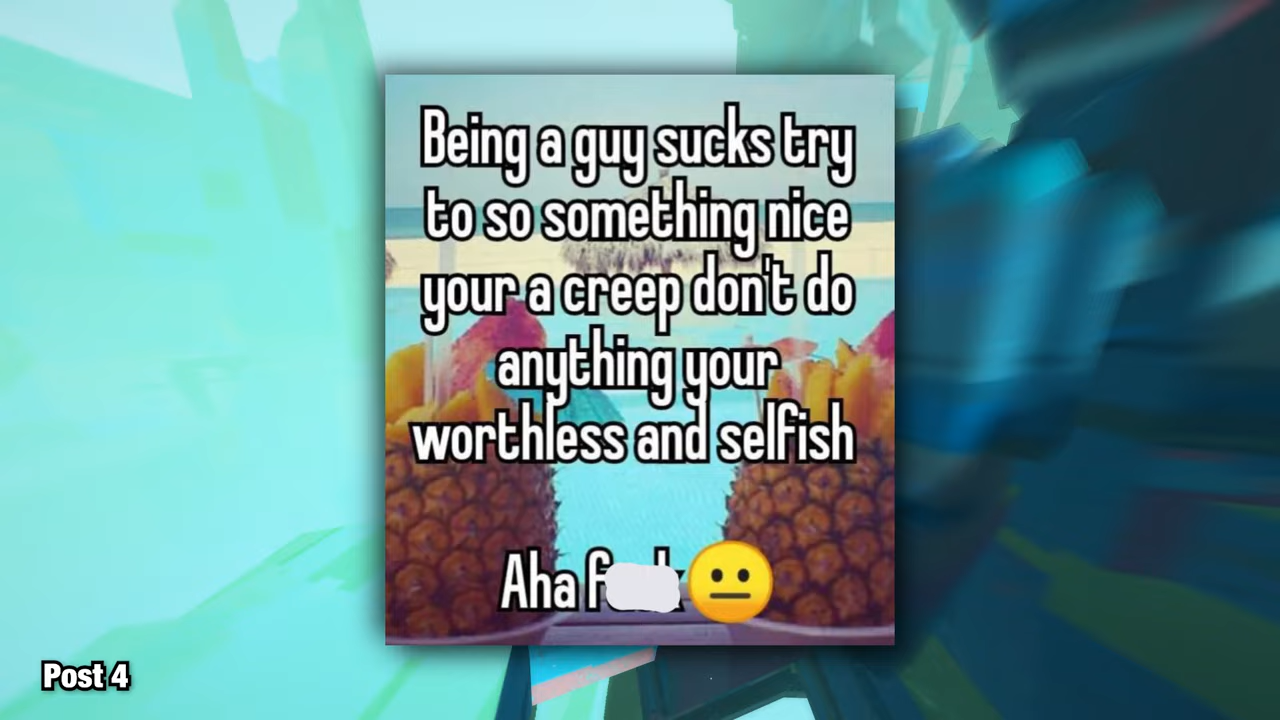 Being a guy sucks try
to so something nice
your a creep don't do
anything your
worthless and selfish
Aha
Post 4